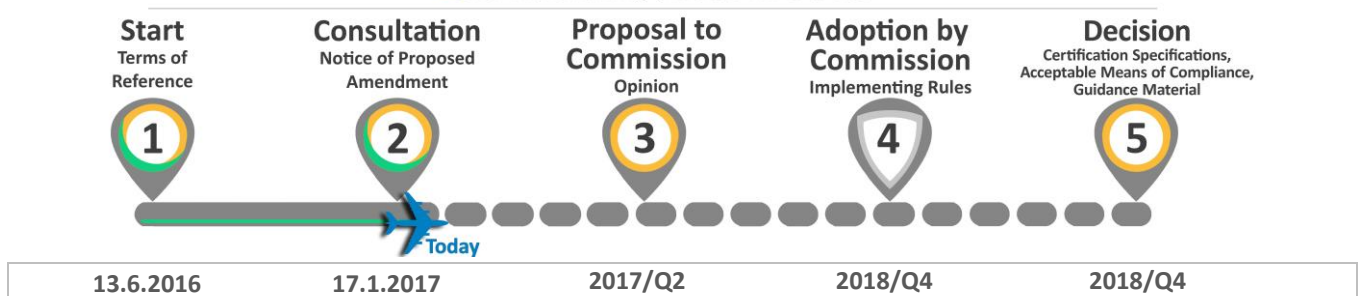 Start
Terms of
Reference
Consultation
Notice of Proposed
Amendment
Proposal to
Commission
Opinion
Adoption by
Commission
Implementing Rules
Decision
Certification Specifications,
Acceptable Means of Compliance,
Guidance Material
1
2
3
4
5
Today
13.6.2016
17.1.2017
2017/Q2
2018/Q4
2018/Q4